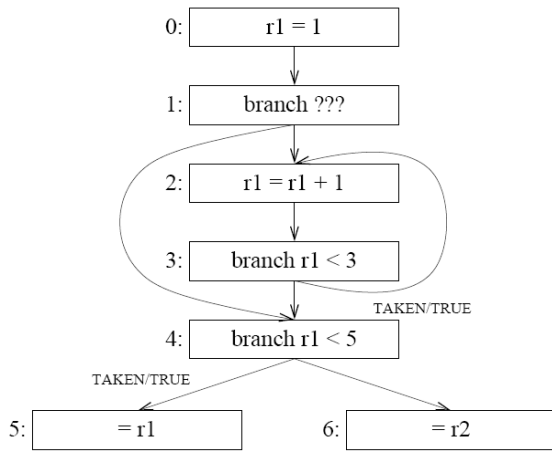 0: r1 = 1
1: branch ???
2: r1 = r1 + 1
3: branch r1 < 3
TAKEN/TRUE
4: branch r1 < 5
TAKEN/TRUE
5: = r1 6: = r2